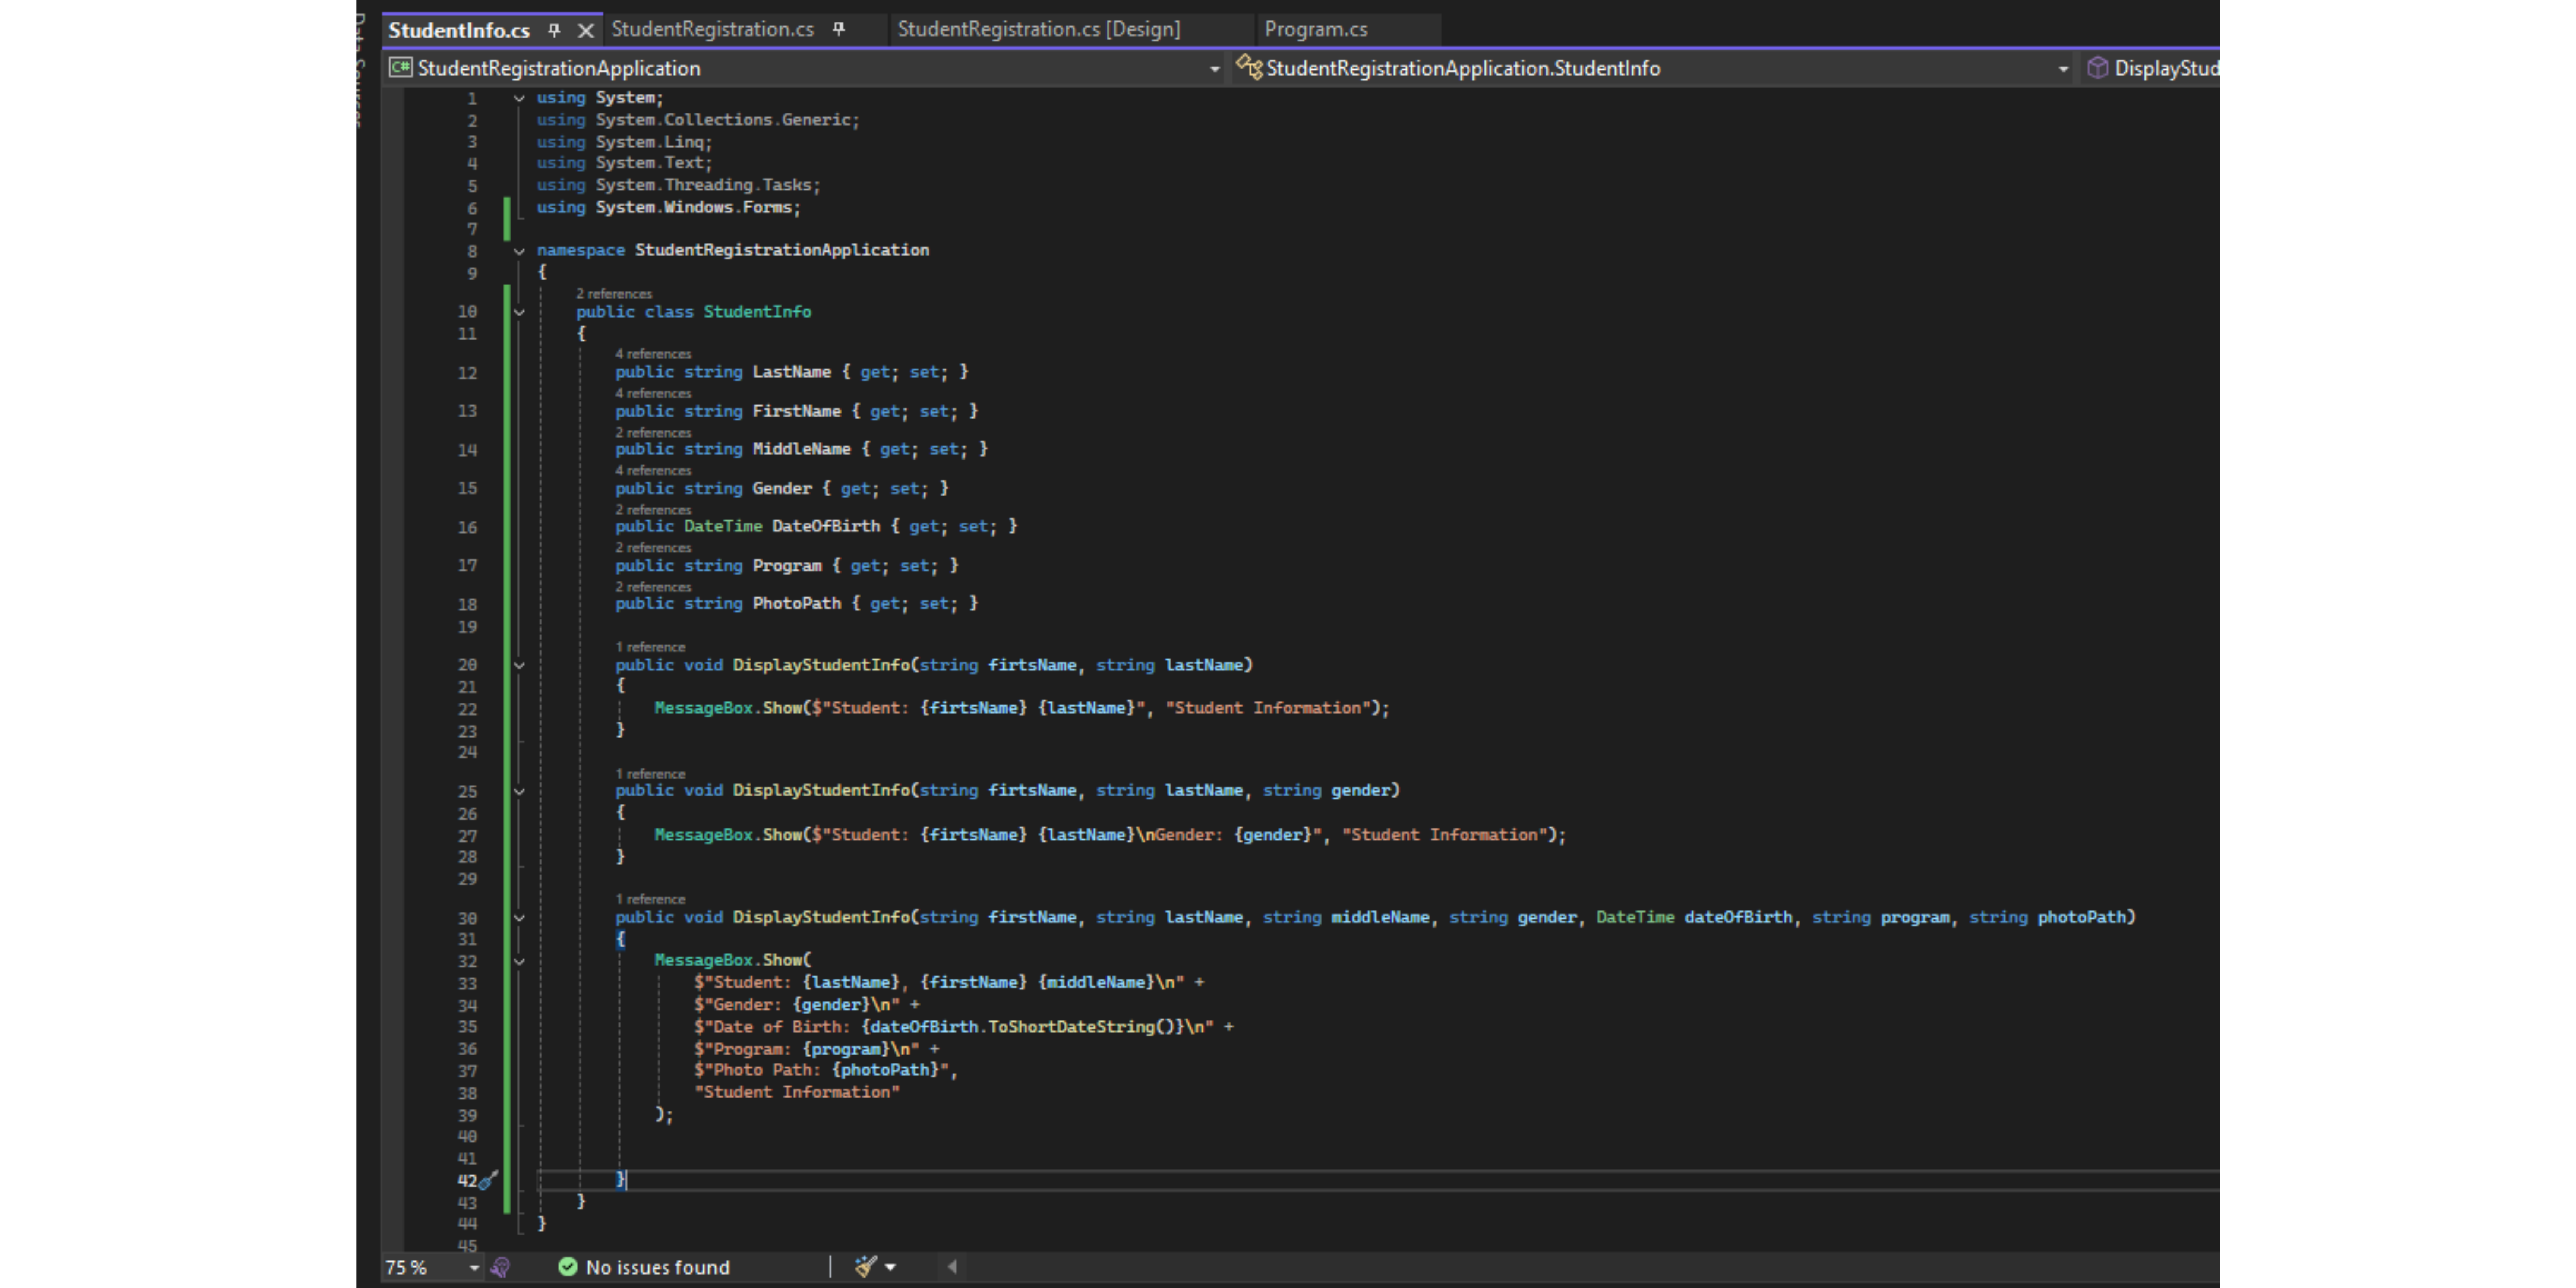 Data Sources
StudentInfo.cs
StudentRegistration.cs
StudentRegistration.cs [Design]
Program.cs
C# StudentRegistrationApplication
StudentRegistrationApplication.StudentInfo
DisplayStud
1 using System;
2 using System.Collections.Generic;
3 using System.Linq;
4 using System.Text;
5 using System.Threading.Tasks;
6 using System.Windows.Forms;
7
8 namespace StudentRegistrationApplication
9 {
2 references
10 public class StudentInfo
11 {
4 references
12 public string LastName { get; set; }
4 references
13 public string FirstName { get; set; }
2 references
14 public string MiddleName { get; set; }
4 references
15 public string Gender { get; set; }
2 references
16 public DateTime DateOfBirth { get; set; }
2 references
17 public string Program { get; set; }
2 references
18 public string PhotoPath { get; set; }
19
1 reference
20 public void DisplayStudentInfo(string firtsName, string lastName)
21 {
22 MessageBox.Show($"Student: {firtsName} {lastName}", "Student Information");
23 }
24
1 reference
25 public void DisplayStudentInfo(string firtsName, string lastName, string gender)
26 {
27 MessageBox.Show($"Student: {firtsName} {lastName}\nGender: {gender}", "Student Information");
28 }
29
1 reference
30 public void DisplayStudentInfo(string firstName, string lastName, string middleName, string gender, DateTime dateOfBirth, string program, string photoPath)
31 {
32 MessageBox.Show(
33 $"Student: {lastName}, {firstName} {middleName}\n" +
34 $"Gender: {gender}\n" +
35 $"Date of Birth: {dateOfBirth.ToShortDateString()}\n" +
36 $"Program: {program}\n" +
37 $"Photo Path: {photoPath}",
38 "Student Information"
39 );
40
41
42 }
43 }
44 }
45
75 %
No issues found